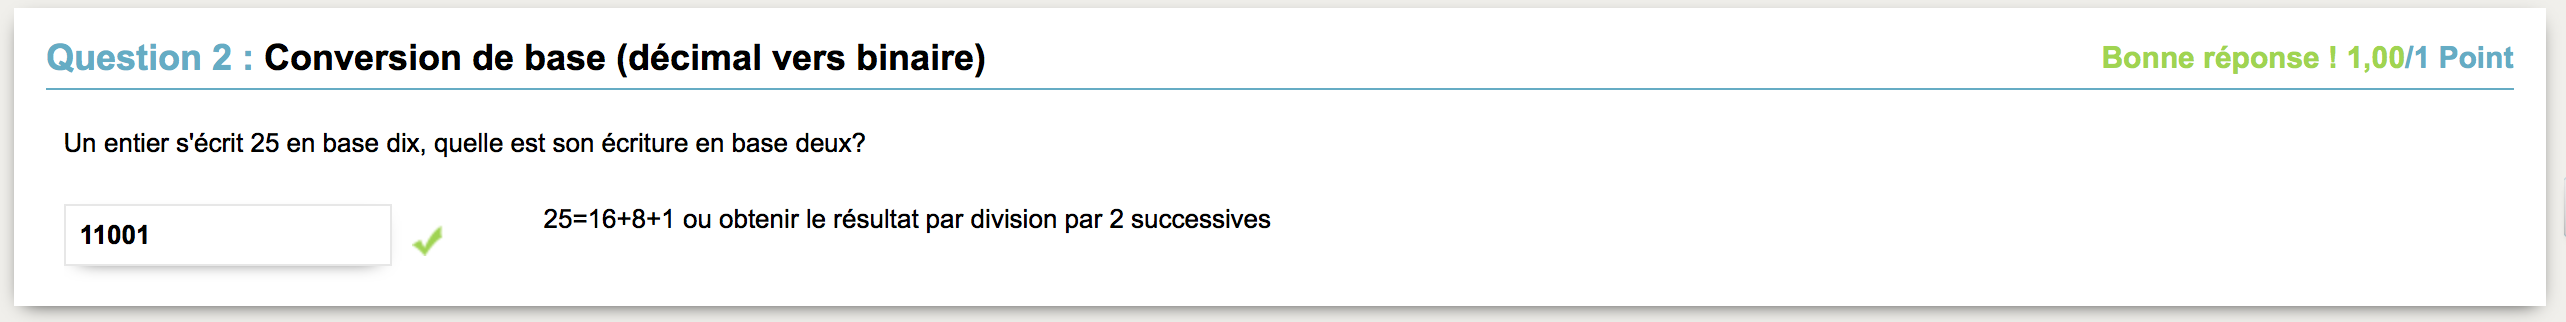 Question 2 : Conversion de base (décimal vers binaire)
Bonne réponse ! 1,00/1 Point
Un entier s'écrit 25 en base dix, quelle est son écriture en base deux?
11001
25=16+8+1 ou obtenir le résultat par division par 2 successives